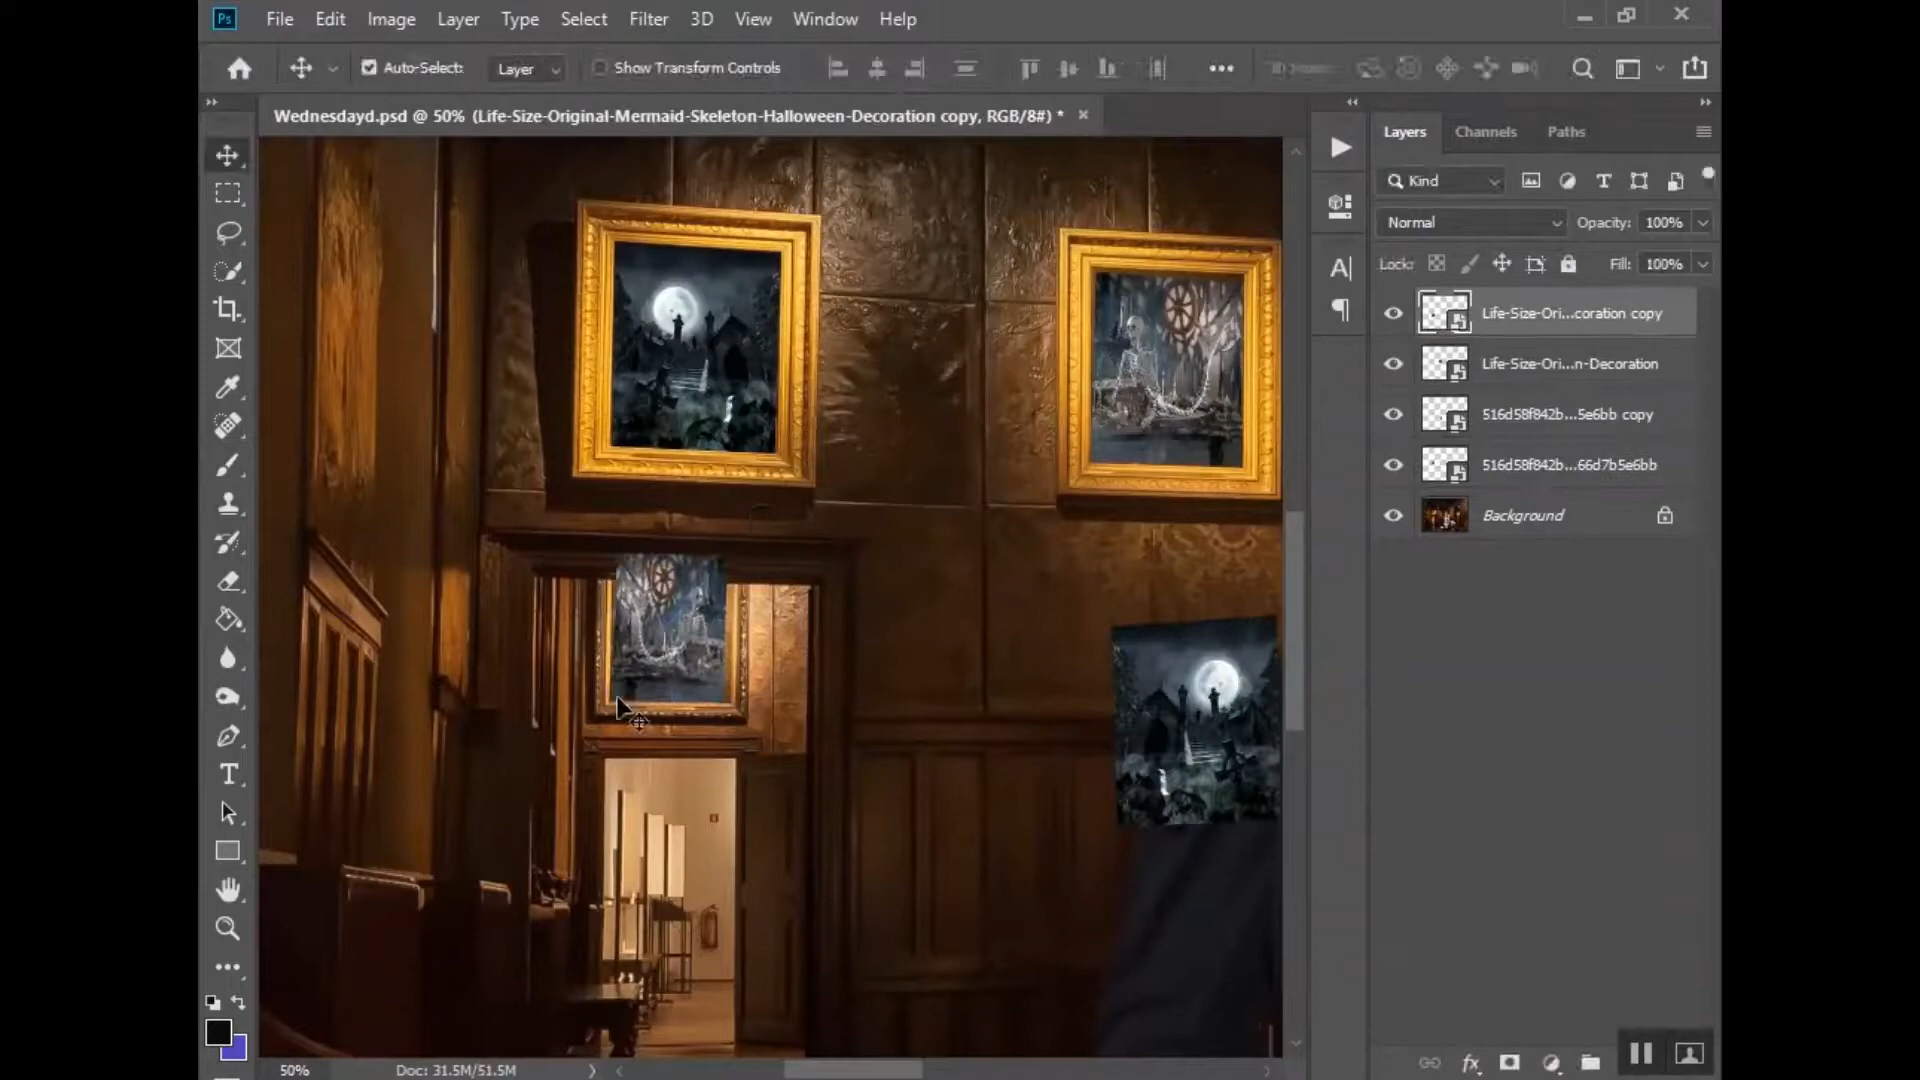 Ps File Edit Image Layer Type Select Filter 3D View Window Help
Auto-Select: Layer Show Transform Controls
Wednesdayd.psd @ 50% (Life-Size-Original-Mermaid-Skeleton-Halloween-Decoration copy, RGB/8#) *
Layers Channels Paths
Kind
Normal Opacity: 100%
Lock: Fill: 100%
Life-Size-Ori...coration copy
Life-Size-Ori...n-Decoration
516d58f842b...5e6bb copy
516d58f842b...66d7b5e6bb
Background
50% Doc: 31.5M/51.5M